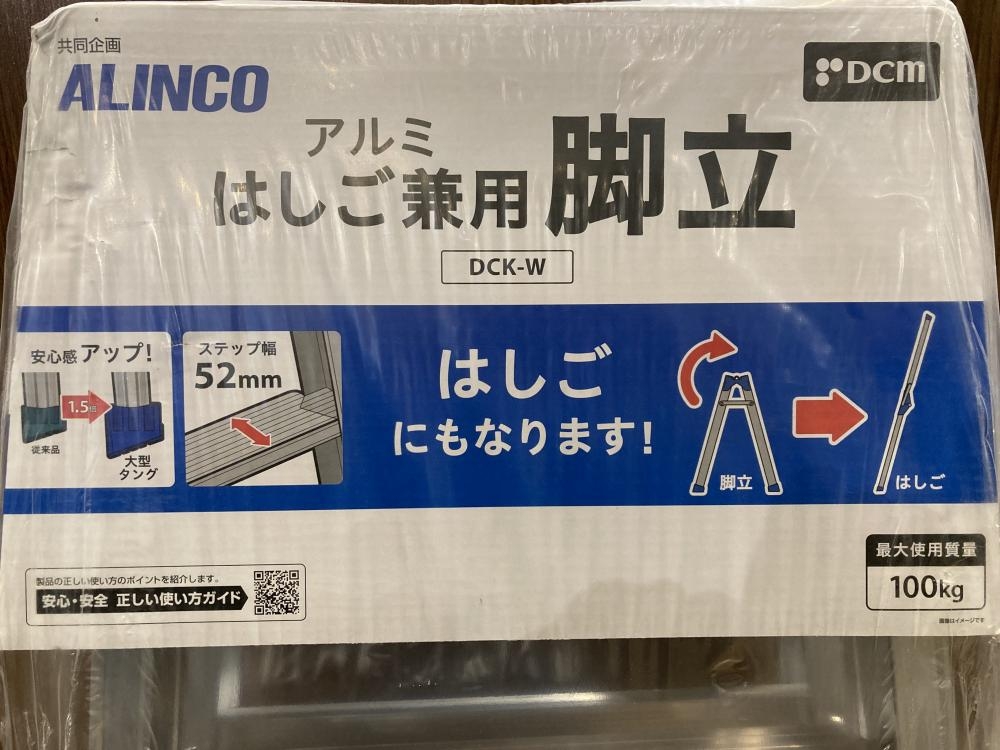 共同企画
ALINCO
DCM
アルミ
はしご兼用 脚立
DCK-W
安心感 アップ!
1.5倍
従来品
大型
タング
ステップ幅
52mm
はしご
にもなります!
脚立
はしご
製品の正しい使い方のポイントを紹介します。
安心・安全 正しい使い方ガイド
最大使用質量
100kg
画像はイメージです